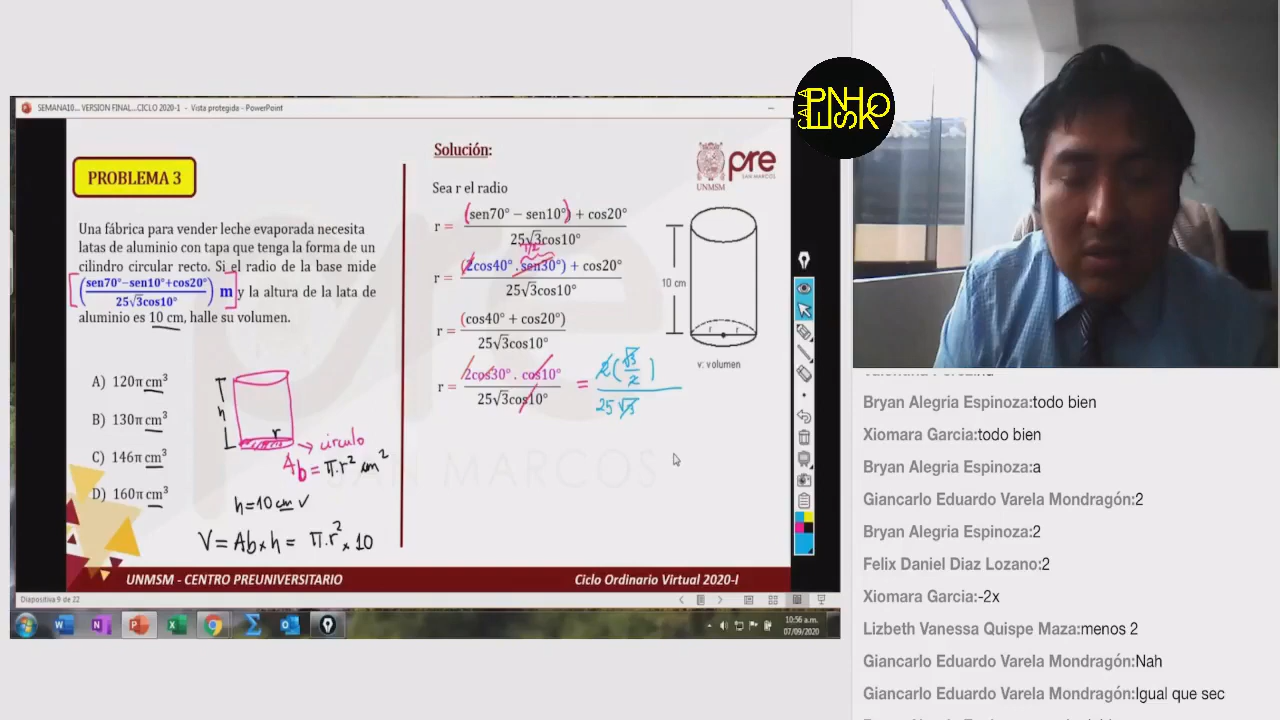 SEMANA10... VERSION FINAL...CICLO 2020-1 - Vista protegida - PowerPoint
PROBLEMA 3
Una fábrica para vender leche evaporada necesita
latas de aluminio con tapa que tenga la forma de un
cilindro circular recto. Si el radio de la base mide
[(sen70°−sen10°+cos20° / 25√3cos10°) m] y la altura de la lata de
aluminio es 10 cm, halle su volumen.
A) 120π cm³
B) 130π cm³
C) 146π cm³
D) 160π cm³
h
r
círculo
Ab = π.r² cm²
h=10 cm ✓
V = Ab x h = π.r² x 10
Solución:
Sea r el radio
r = (sen70° − sen10°) + cos20° / 25√3cos10°
1/2
r = (2cos40° . sen30°) + cos20° / 25√3cos10°
r = (cos40° + cos20°) / 25√3cos10°
r = 2cos30° . cos10° / 25√3cos10° = 2(√3/2) / 25√3
UNMSM
pre
SAN MARCOS
10 cm
r r
v: volumen
SAN MARCOS
UNMSM - CENTRO PREUNIVERSITARIO
Ciclo Ordinario Virtual 2020-I
Diapositiva 9 de 22
10:56 a.m.
07/09/2020
Bryan Alegria Espinoza:todo bien
Xiomara Garcia:todo bien
Bryan Alegria Espinoza:a
Giancarlo Eduardo Varela Mondragón:2
Bryan Alegria Espinoza:2
Felix Daniel Diaz Lozano:2
Xiomara Garcia:-2x
Lizbeth Vanessa Quispe Maza:menos 2
Giancarlo Eduardo Varela Mondragón:Nah
Giancarlo Eduardo Varela Mondragón:Igual que sec